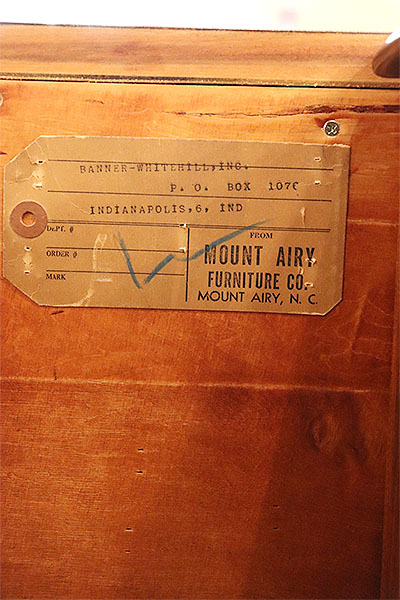 BANNER-WHITEHILL,INC.
P. O. BOX 1076
INDIANAPOLIS,6, IND
DEPT. #
ORDER #
MARK
FROM
MOUNT AIRY
FURNITURE CO.
MOUNT AIRY, N. C.